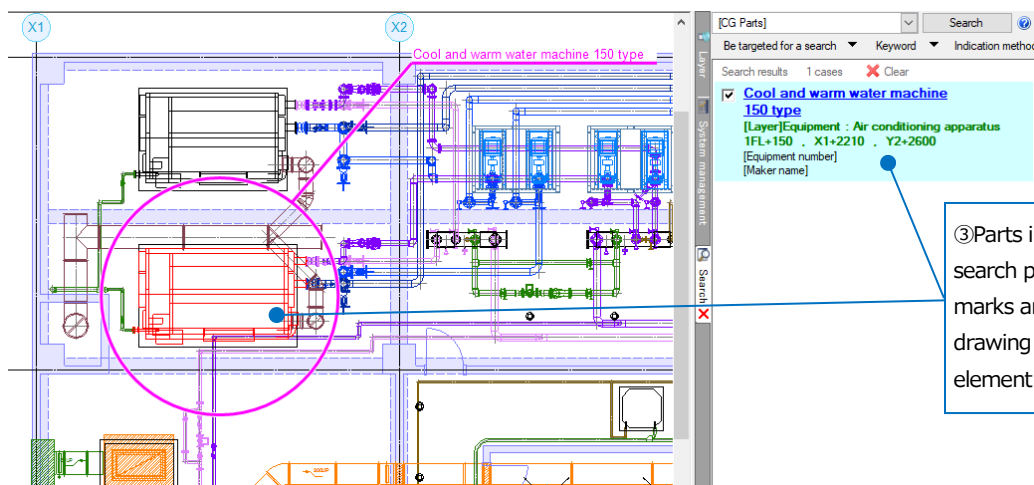 X1
X2
Cool and warm water machine 150 type
Layer
System management
Search
[CG Parts]
Search
Be targeted for a search
Keyword
Indication method
Search results 1 cases Clear
Cool and warm water machine
150 type
[Layer]Equipment : Air conditioning apparatus
1FL+150 , X1+2210 , Y2+2600
[Equipment number]
[Maker name]
③Parts i
search p
marks ar
drawing
element